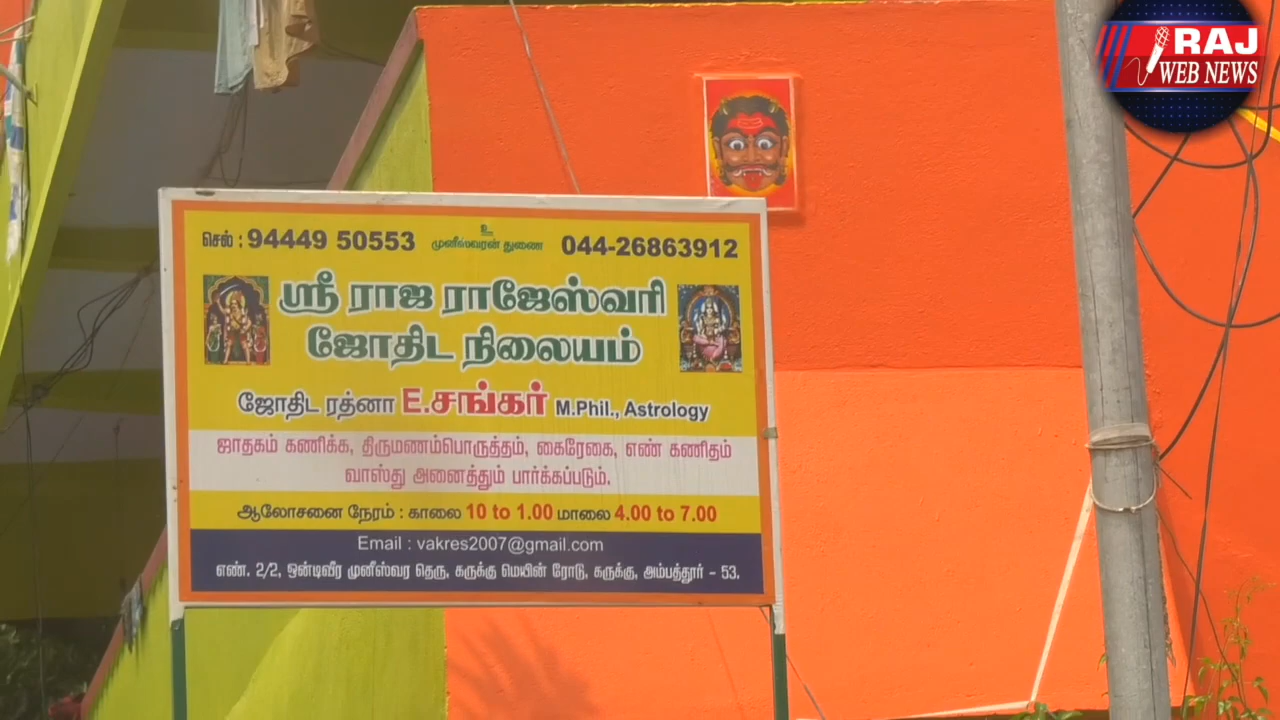 RAJ
WEB NEWS
உ
செல் : 94449 50553 முனீஸ்வரன் துணை 044-26863912
ஸ்ரீ ராஜ ராஜேஸ்வரி
ஜோதிட நிலையம்
ஜோதிட ரத்னா E.சங்கர் M.Phil., Astrology
ஜாதகம் கணிக்க, திருமணம்பொருத்தம், கைரேகை, எண் கணிதம்
வாஸ்து அனைத்தும் பார்க்கப்படும்.
ஆலோசனை நேரம் : காலை 10 to 1.00 மாலை 4.00 to 7.00
Email : vakres2007@gmail.com
எண். 2/2, ஒன்டிவீர முனீஸ்வர தெரு, கருக்கு மெயின் ரோடு, கருக்கு, அம்பத்தூர் - 53.